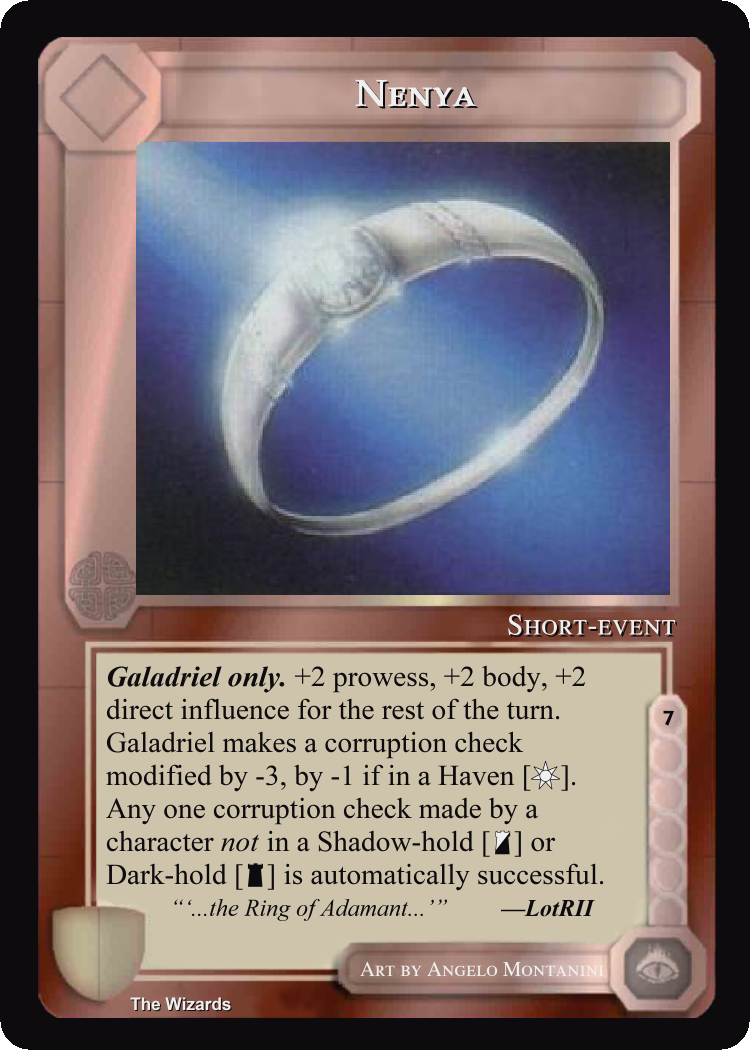 Nenya
Short-event
Galadriel only. +2 prowess, +2 body, +2
direct influence for the rest of the turn.
Galadriel makes a corruption check
modified by -3, by -1 if in a Haven [ ].
Any one corruption check made by a
character not in a Shadow-hold [ ] or
Dark-hold [ ] is automatically successful.
“‘...the Ring of Adamant...’” —LotRII
7
Art by Angelo Montanini
The Wizards